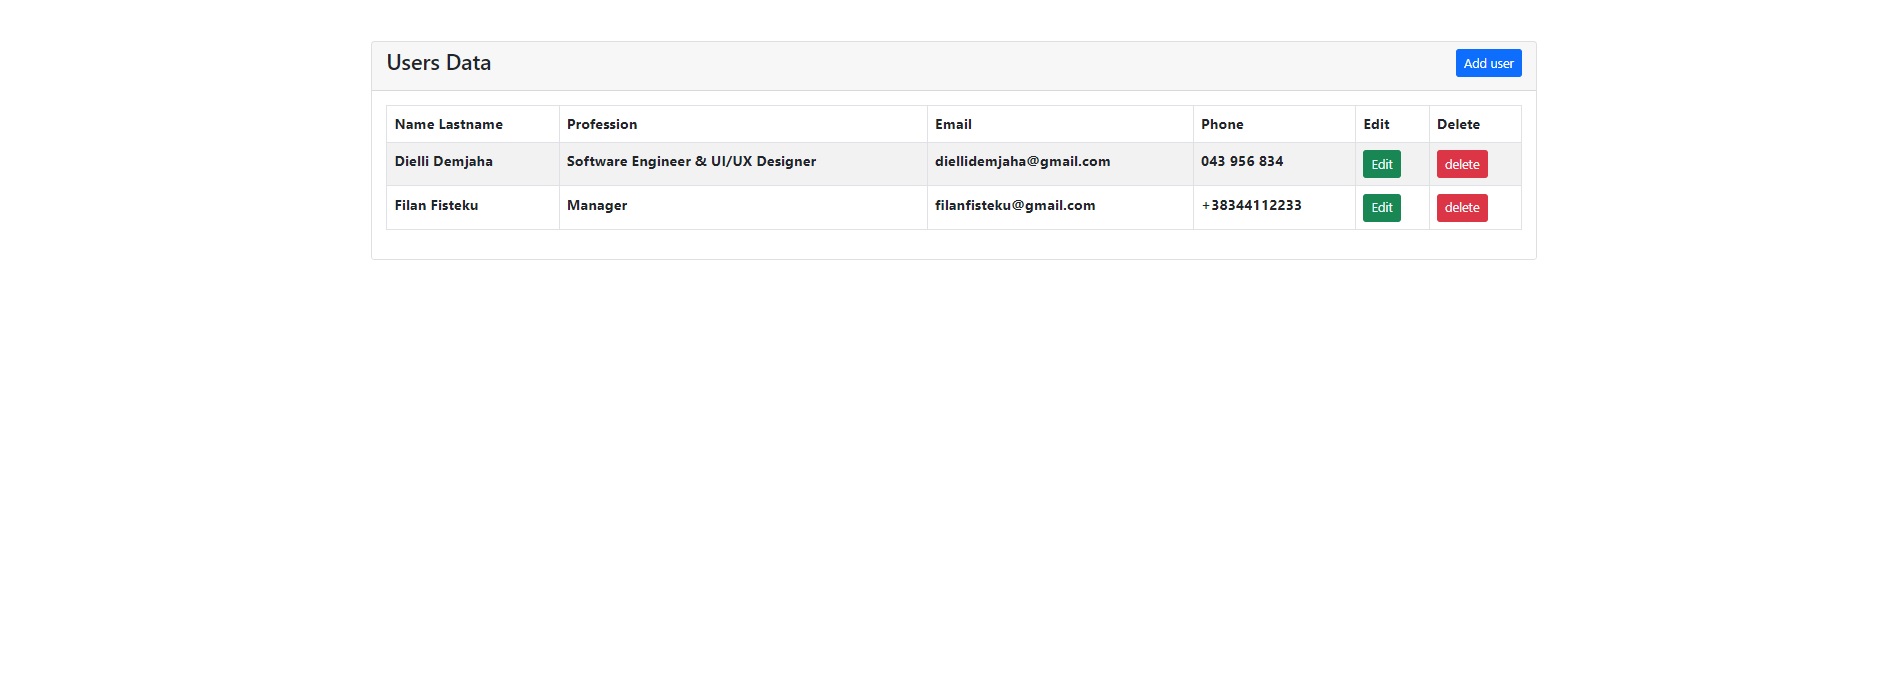 Users Data Add user
Name Lastname Profession Email Phone Edit Delete
Dielli Demjaha Software Engineer & UI/UX Designer diellidemjaha@gmail.com 043 956 834 Edit delete
Filan Fisteku Manager filanfisteku@gmail.com +38344112233 Edit delete